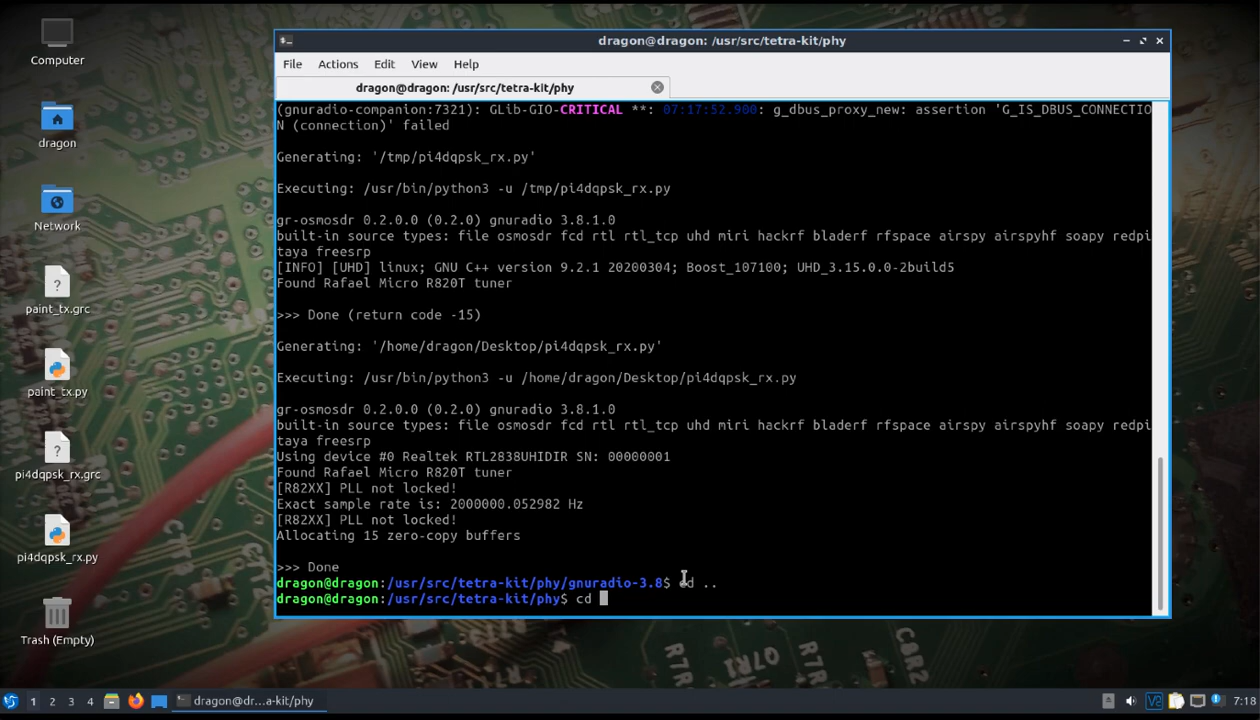 Computer
dragon
Network
paint_tx.grc
paint_tx.py
pi4dqpsk_rx.grc
pi4dqpsk_rx.py
Trash (Empty)
dragon@dragon: /usr/src/tetra-kit/phy
File Actions Edit View Help
dragon@dragon: /usr/src/tetra-kit/phy
(gnuradio-companion:7321): GLib-GIO-CRITICAL **: 07:17:52.900: g_dbus_proxy_new: assertion 'G_IS_DBUS_CONNECTIO
N (connection)' failed
Generating: '/tmp/pi4dqpsk_rx.py'
Executing: /usr/bin/python3 -u /tmp/pi4dqpsk_rx.py
gr-osmosdr 0.2.0.0 (0.2.0) gnuradio 3.8.1.0
built-in source types: file osmosdr fcd rtl rtl_tcp uhd miri hackrf bladerf rfspace airspy airspyhf soapy redpi
taya freesrp
[INFO] [UHD] linux; GNU C++ version 9.2.1 20200304; Boost_107100; UHD_3.15.0.0-2build5
Found Rafael Micro R820T tuner
>>> Done (return code -15)
Generating: '/home/dragon/Desktop/pi4dqpsk_rx.py'
Executing: /usr/bin/python3 -u /home/dragon/Desktop/pi4dqpsk_rx.py
gr-osmosdr 0.2.0.0 (0.2.0) gnuradio 3.8.1.0
built-in source types: file osmosdr fcd rtl rtl_tcp uhd miri hackrf bladerf rfspace airspy airspyhf soapy redpi
taya freesrp
Using device #0 Realtek RTL2838UHIDIR SN: 00000001
Found Rafael Micro R820T tuner
[R82XX] PLL not locked!
Exact sample rate is: 2000000.052982 Hz
[R82XX] PLL not locked!
Allocating 15 zero-copy buffers
>>> Done
dragon@dragon:/usr/src/tetra-kit/phy/gnuradio-3.8$ cd ..
dragon@dragon:/usr/src/tetra-kit/phy$ cd
1 2 3 4 dragon@dr...a-kit/phy 7:18